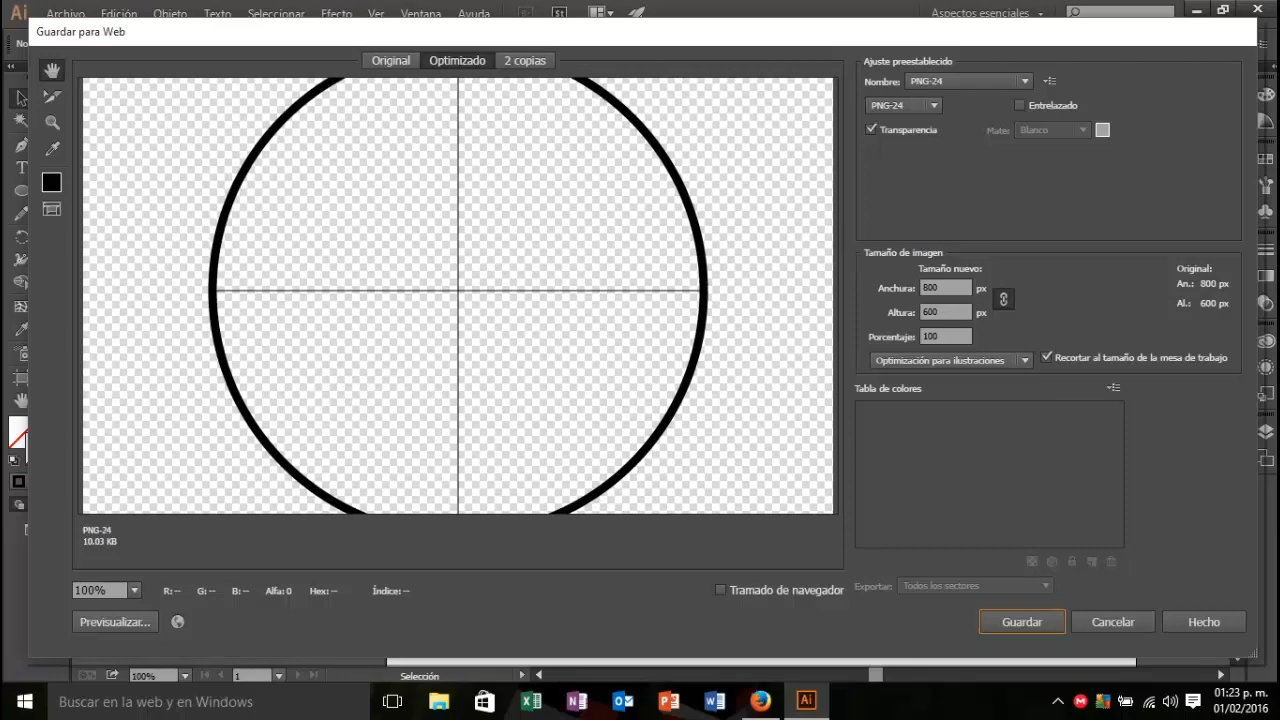 Ai Archivo Edición Objeto Texto Seleccionar Efecto Ver Ventana Ayuda Br St Aspectos esenciales
Guardar para Web
No
Original Optimizado 2 copias
Ajuste preestablecido
Nombre: PNG-24
PNG-24 Entrelazado
Transparencia Mate: Blanco
Tamaño de imagen
Tamaño nuevo: Original:
Anchura: 800 px An.: 800 px
Altura: 600 px Al.: 600 px
Porcentaje: 100
Optimización para ilustraciones Recortar al tamaño de la mesa de trabajo
Tabla de colores
PNG-24
10.03 KB
100% R: -- G: -- B: -- Alfa: 0 Hex: -- Índice: -- Tramado de navegador
Exportar: Todos los sectores
Previsualizar... Guardar Cancelar Hecho
100% 1 Selección
Buscar en la web y en Windows
01:23 p. m.
01/02/2016